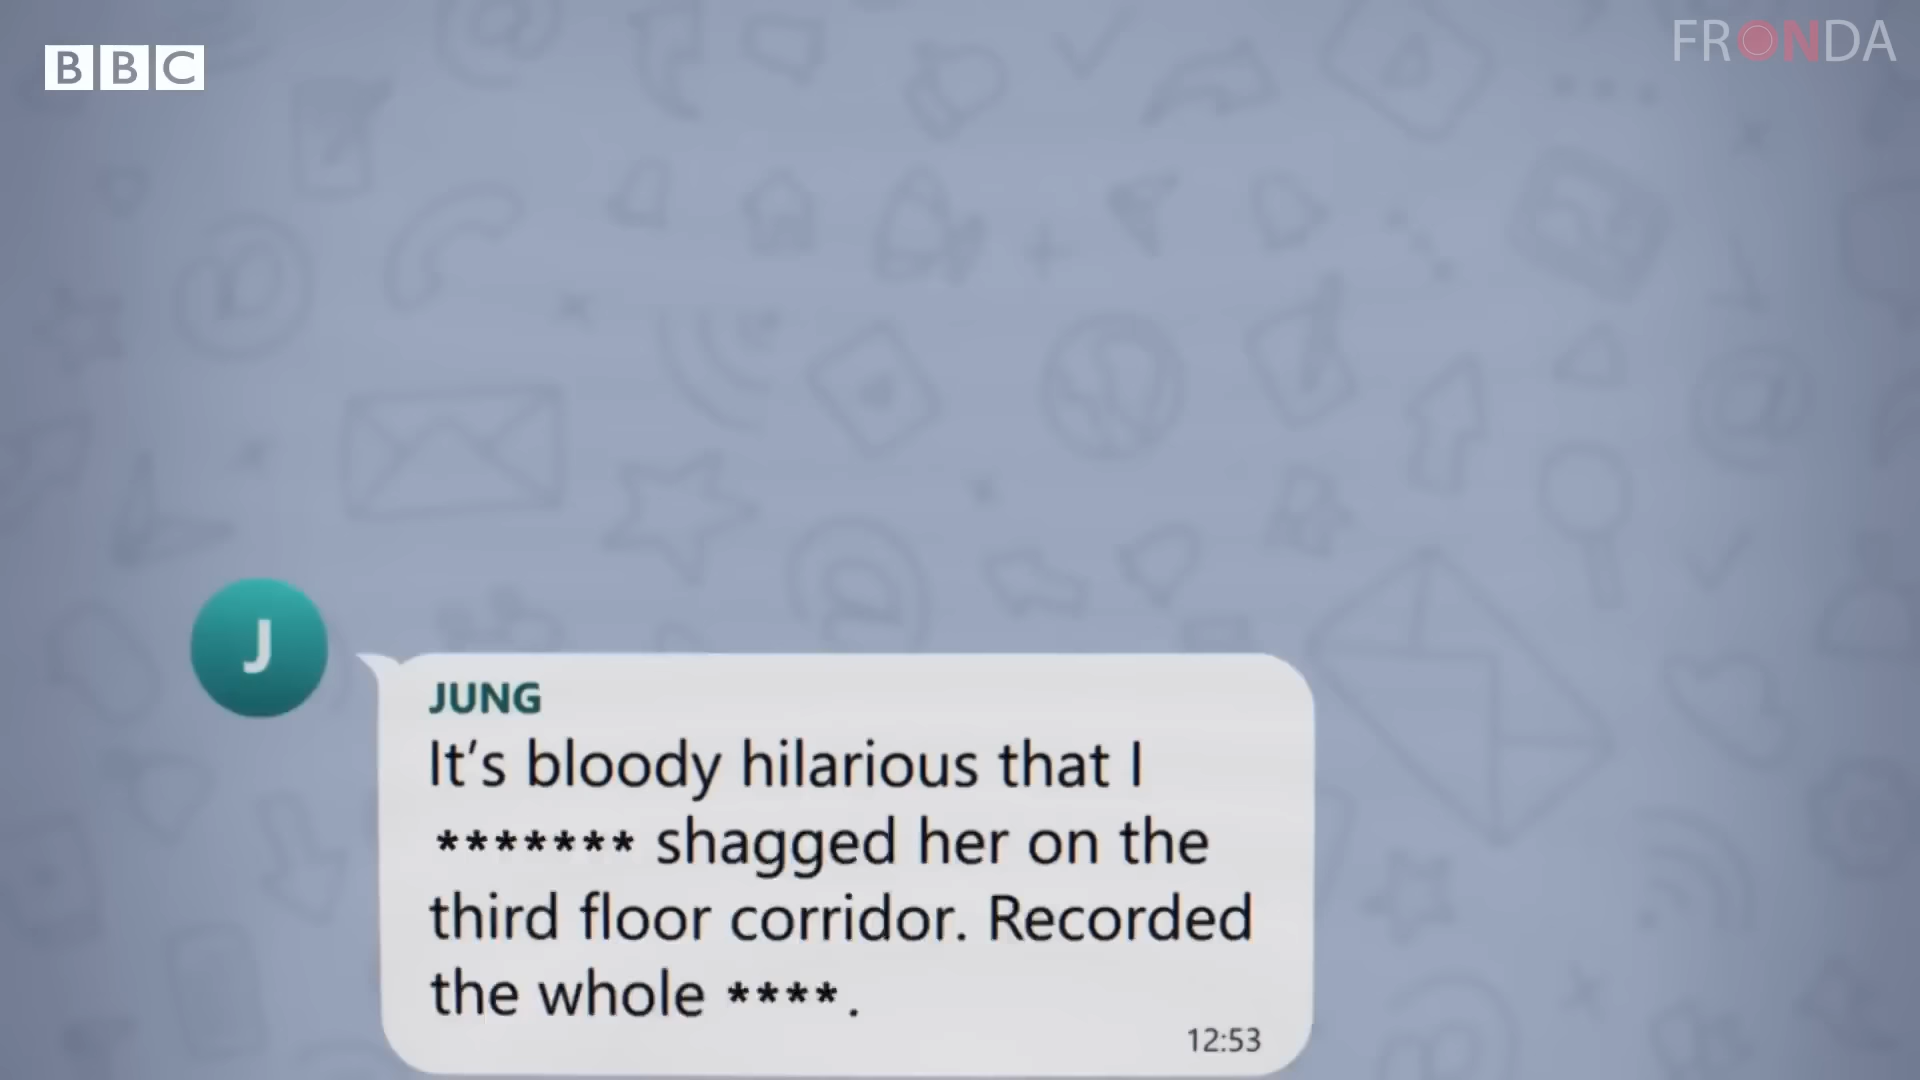 BBC
FRONDA
J
JUNG
It's bloody hilarious that I
******* shagged her on the
third floor corridor. Recorded
the whole ****.
12:53